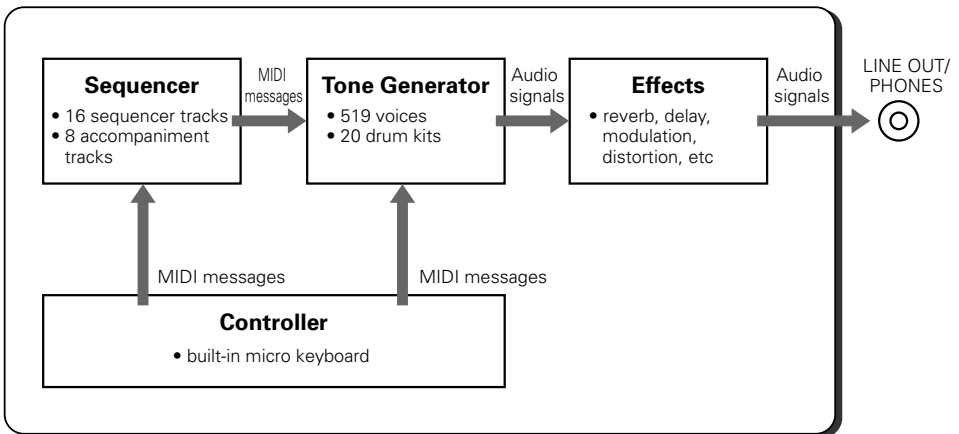 Sequencer
• 16 sequencer tracks
• 8 accompaniment
tracks
MIDI
messages
Tone Generator
• 519 voices
• 20 drum kits
Audio
signals
Effects
• reverb, delay,
modulation,
distortion, etc
Audio
signals
LINE OUT/
PHONES
MIDI messages
MIDI messages
Controller
• built-in micro keyboard